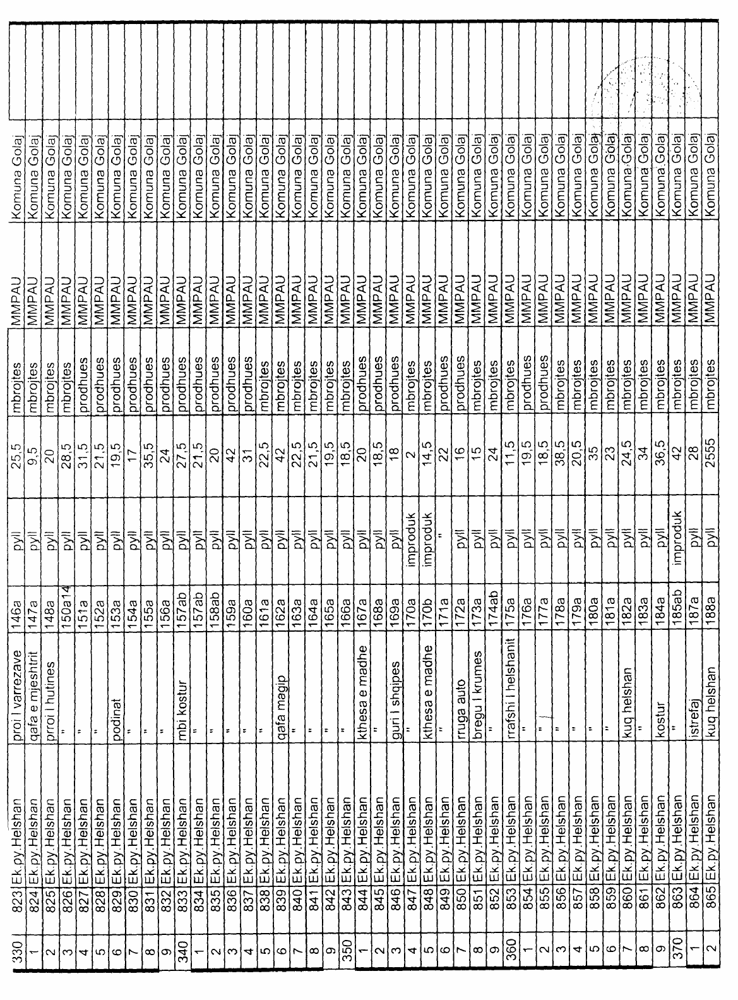 330 823 Ek.py.Helshan proi I varrezave 146a pyll 25,5 mbrojtes MMPAU Komuna Golaj
1 824 Ek.py.Helshan qafa e mjeshtrit 147a pyll 9,5 mbrojtes MMPAU Komuna Golaj
2 825 Ek.py.Helshan prroi I hutines 148a pyll 20 mbrojtes MMPAU Komuna Golaj
3 826 Ek.py.Helshan " 150a14 pyll 28,5 mbrojtes MMPAU Komuna Golaj
4 827 Ek.py.Helshan " 151a pyll 31,5 prodhues MMPAU Komuna Golaj
5 828 Ek.py.Helshan " 152a pyll 21,5 prodhues MMPAU Komuna Golaj
6 829 Ek.py.Helshan podinat 153a pyll 19,5 prodhues MMPAU Komuna Golaj
7 830 Ek.py.Helshan " 154a pyll 17 prodhues MMPAU Komuna Golaj
8 831 Ek.py.Helshan " 155a pyll 35,5 prodhues MMPAU Komuna Golaj
9 832 Ek.py.Helshan " 156a pyll 24 prodhues MMPAU Komuna Golaj
340 833 Ek.py.Helshan mbi kostur 157ab pyll 27,5 prodhues MMPAU Komuna Golaj
1 834 Ek.py.Helshan " 157ab pyll 21,5 prodhues MMPAU Komuna Golaj
2 835 Ek.py.Helshan " 158ab pyll 20 prodhues MMPAU Komuna Golaj
3 836 Ek.py.Helshan " 159a pyll 42 prodhues MMPAU Komuna Golaj
4 837 Ek.py.Helshan " 160a pyll 31 prodhues MMPAU Komuna Golaj
5 838 Ek.py.Helshan " 161a pyll 22,5 mbrojtes MMPAU Komuna Golaj
6 839 Ek.py.Helshan qafa magip 162a pyll 42 mbrojtes MMPAU Komuna Golaj
7 840 Ek.py.Helshan " 163a pyll 22,5 mbrojtes MMPAU Komuna Golaj
8 841 Ek.py.Helshan " 164a pyll 21,5 mbrojtes MMPAU Komuna Golaj
9 842 Ek.py.Helshan " 165a pyll 19,5 mbrojtes MMPAU Komuna Golaj
350 843 Ek.py.Helshan " 166a pyll 18,5 mbrojtes MMPAU Komuna Golaj
1 844 Ek.py.Helshan kthesa e madhe 167a pyll 20 prodhues MMPAU Komuna Golaj
2 845 Ek.py.Helshan " 168a pyll 18,5 prodhues MMPAU Komuna Golaj
3 846 Ek.py.Helshan guri I shqipes 169a pyll 18 prodhues MMPAU Komuna Golaj
4 847 Ek.py.Helshan " 170a improduk 2 mbrojtes MMPAU Komuna Golaj
5 848 Ek.py.Helshan kthesa e madhe 170b improduk 14,5 mbrojtes MMPAU Komuna Golaj
6 849 Ek.py.Helshan " 171a " 22 prodhues MMPAU Komuna Golaj
7 850 Ek.py.Helshan rruga auto 172a pyll 16 prodhues MMPAU Komuna Golaj
8 851 Ek.py.Helshan bregu I krumes 173a pyll 15 mbrojtes MMPAU Komuna Golaj
9 852 Ek.py.Helshan " 174ab pyll 24 mbrojtes MMPAU Komuna Golaj
360 853 Ek.py.Helshan rrafshi I helshanit 175a pyll 11,5 mbrojtes MMPAU Komuna Golaj
1 854 Ek.py.Helshan " 176a pyll 19,5 prodhues MMPAU Komuna Golaj
2 855 Ek.py.Helshan " 177a pyll 18,5 prodhues MMPAU Komuna Golaj
3 856 Ek.py.Helshan " 178a pyll 38,5 mbrojtes MMPAU Komuna Golaj
4 857 Ek.py.Helshan " 179a pyll 20,5 mbrojtes MMPAU Komuna Golaj
5 858 Ek.py.Helshan " 180a pyll 35 mbrojtes MMPAU Komuna Golaj
6 859 Ek.py.Helshan " 181a pyll 23 mbrojtes MMPAU Komuna Golaj
7 860 Ek.py.Helshan kuq helshan 182a pyll 24,5 mbrojtes MMPAU Komuna Golaj
8 861 Ek.py.Helshan " 183a pyll 34 mbrojtes MMPAU Komuna Golaj
9 862 Ek.py.Helshan kostur 184a pyll 36,5 mbrojtes MMPAU Komuna Golaj
370 863 Ek.py.Helshan " 185ab improduk 42 mbrojtes MMPAU Komuna Golaj
1 864 Ek.py.Helshan istrefaj 187a pyll 28 mbrojtes MMPAU Komuna Golaj
2 865 Ek.py.Helshan kuq helshan 188a pyll 2555 mbrojtes MMPAU Komuna Golaj